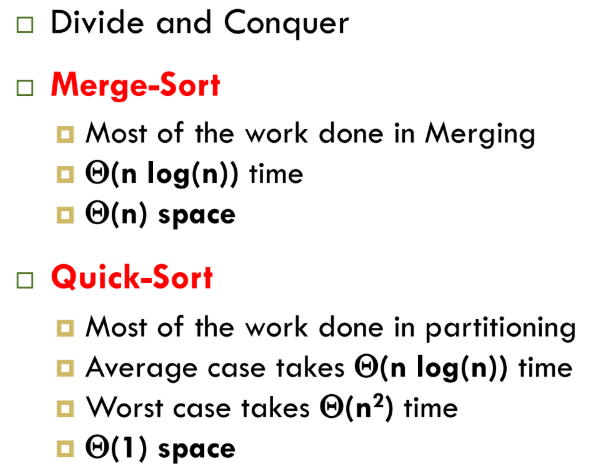 Divide and Conquer
Merge-Sort
Most of the work done in Merging
Θ(n log(n)) time
Θ(n) space
Quick-Sort
Most of the work done in partitioning
Average case takes Θ(n log(n)) time
Worst case takes Θ(n²) time
Θ(1) space